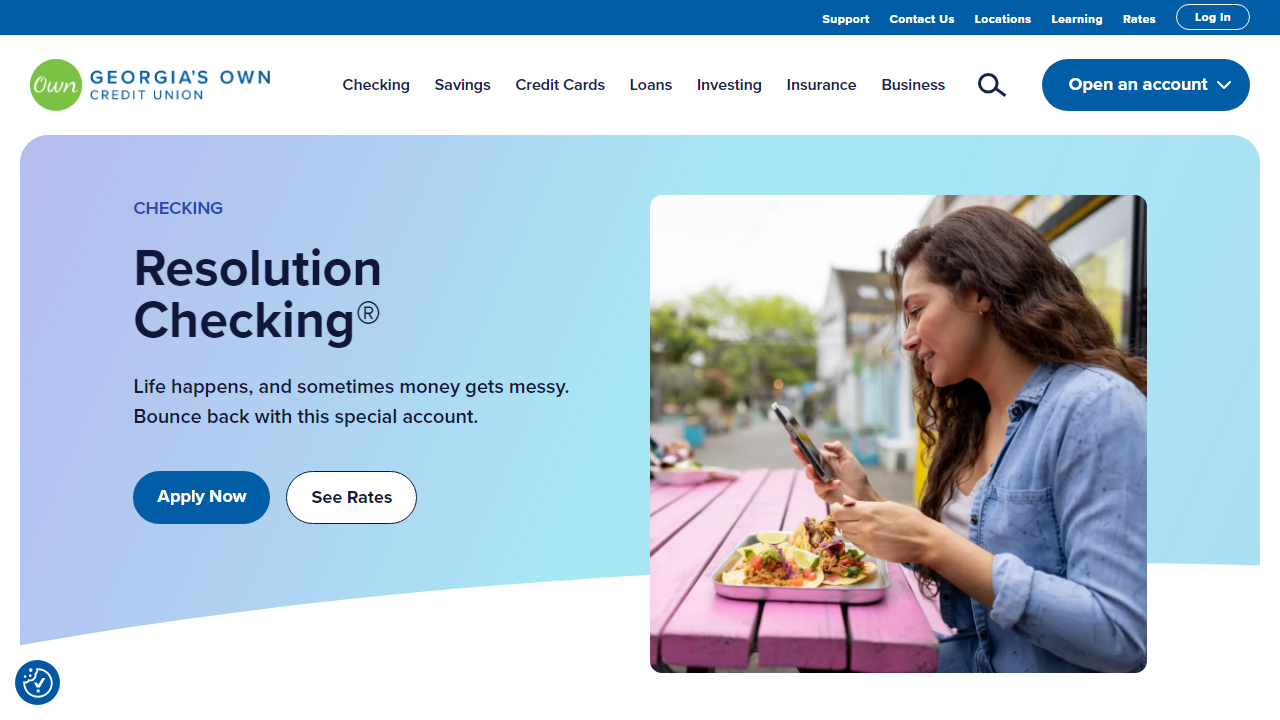 Support Contact Us Locations Learning Rates Log In
Own GEORGIA'S OWN
CREDIT UNION
Checking Savings Credit Cards Loans Investing Insurance Business Open an account
CHECKING
Resolution
Checking®
Life happens, and sometimes money gets messy.
Bounce back with this special account.
Apply Now See Rates